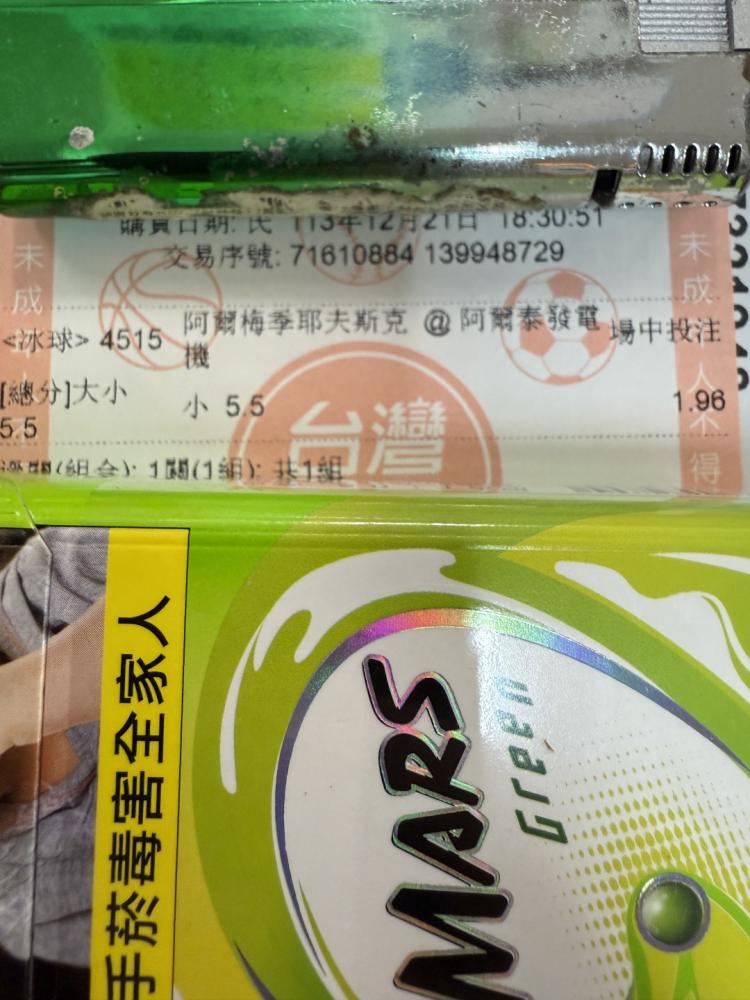 購買日期: 民 113年12月21日 18:30:51
交易序號: 71610884 139948729
<冰球> 4515 阿爾梅季耶夫斯克 @ 阿爾泰發電機 場中投注
[總分]大小 5.5 小 5.5 1.96
過關(組合): 1關(1組): 共1組
台灣
未成
未成 人不得
手菸毒害全家人
MARS
Green